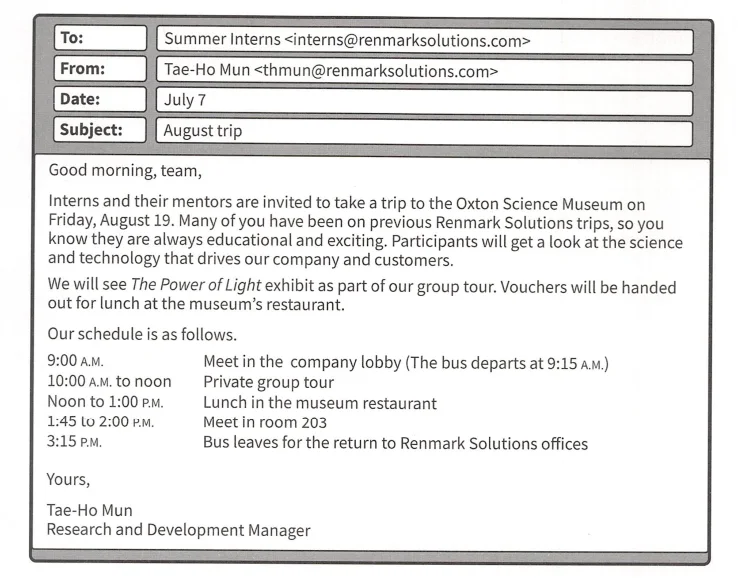 To: Summer Interns <interns@renmarksolutions.com>
From: Tae-Ho Mun <thmun@renmarksolutions.com>
Date: July 7
Subject: August trip
Good morning, team,
Interns and their mentors are invited to take a trip to the Oxton Science Museum on
Friday, August 19. Many of you have been on previous Renmark Solutions trips, so you
know they are always educational and exciting. Participants will get a look at the science
and technology that drives our company and customers.
We will see The Power of Light exhibit as part of our group tour. Vouchers will be handed
out for lunch at the museum's restaurant.
Our schedule is as follows.
9:00 A.M. Meet in the company lobby (The bus departs at 9:15 A.M.)
10:00 A.M. to noon Private group tour
Noon to 1:00 P.M. Lunch in the museum restaurant
1:45 to 2:00 P.M. Meet in room 203
3:15 P.M. Bus leaves for the return to Renmark Solutions offices
Yours,
Tae-Ho Mun
Research and Development Manager